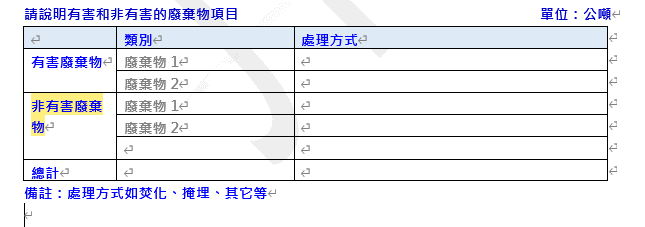 請說明有害和非有害的廢棄物項目 單位：公噸
類別 處理方式
有害廢棄物 廢棄物 1
廢棄物 2
非有害廢棄 廢棄物 1
物 廢棄物 2
總計
備註：處理方式如焚化、掩埋、其它等